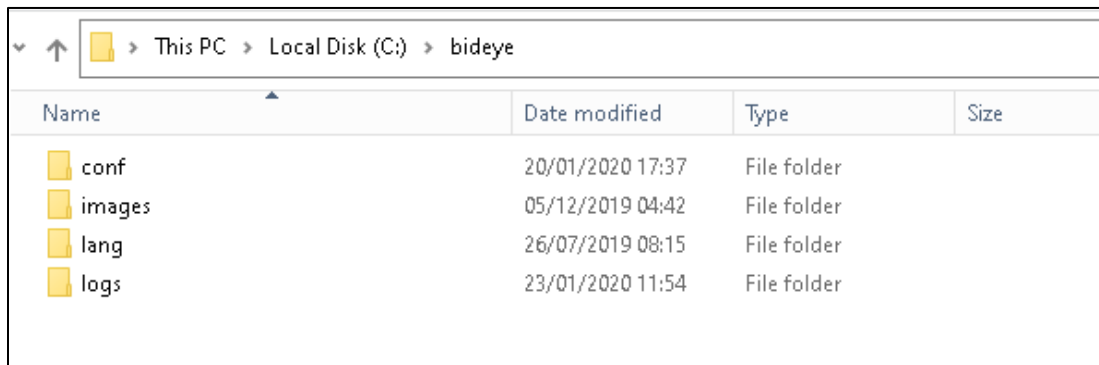 This PC > Local Disk (C:) > bideye
Name Date modified Type Size
conf 20/01/2020 17:37 File folder
images 05/12/2019 04:42 File folder
lang 26/07/2019 08:15 File folder
logs 23/01/2020 11:54 File folder